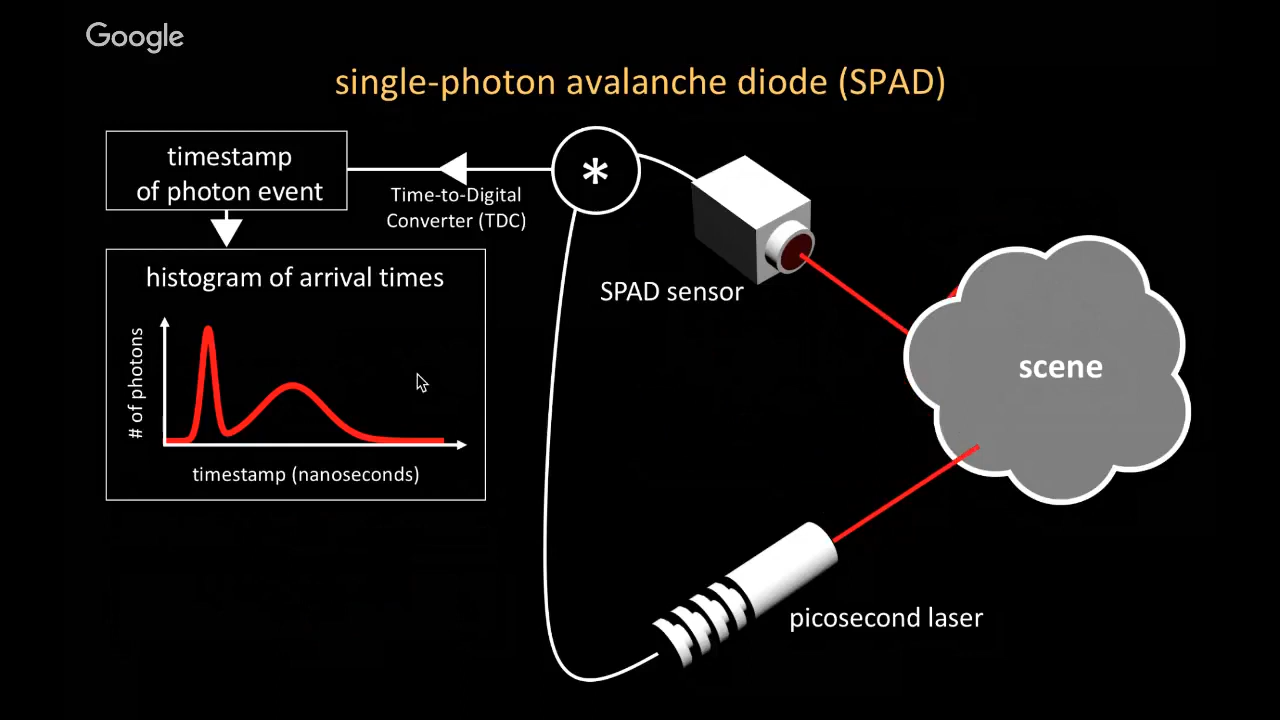 Google
single-photon avalanche diode (SPAD)
timestamp
of photon event
Time-to-Digital
Converter (TDC)
*
histogram of arrival times
# of photons
timestamp (nanoseconds)
SPAD sensor
scene
picosecond laser